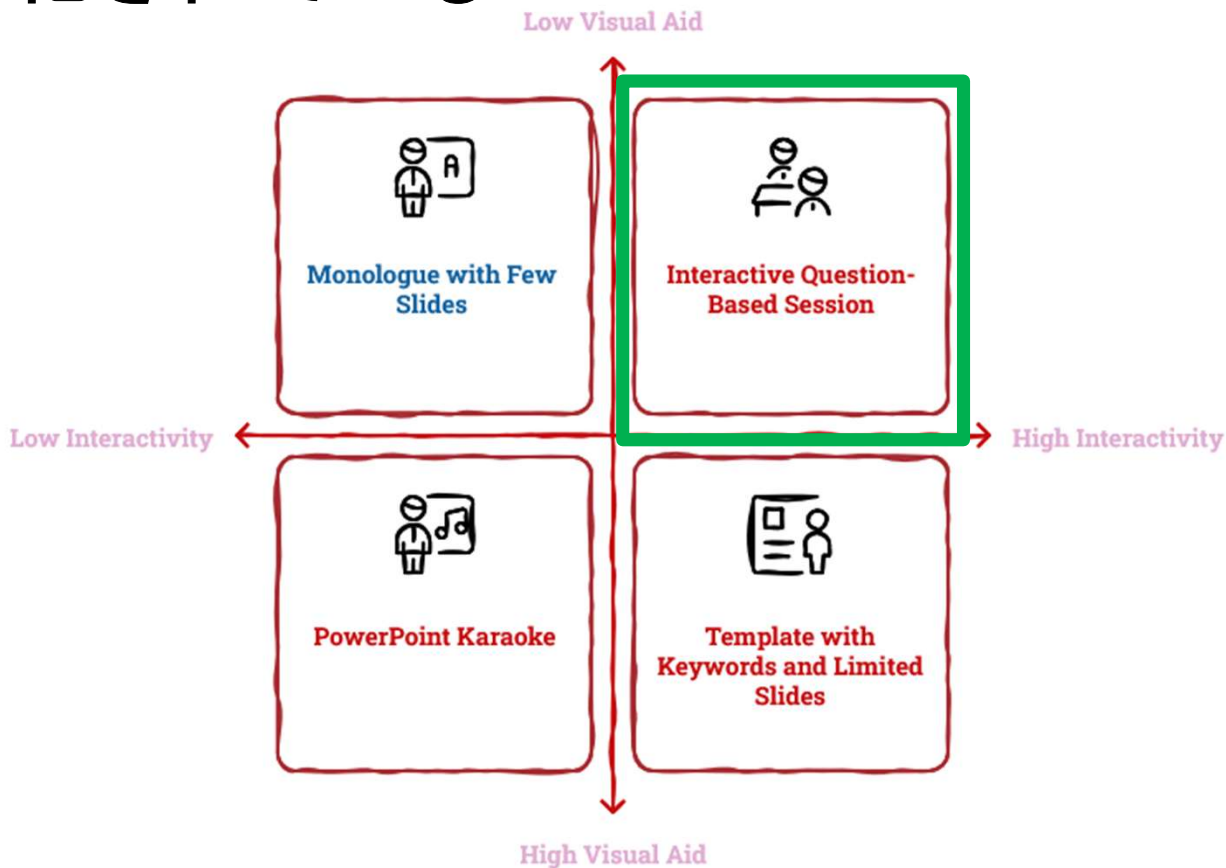 Low Visual Aid
Monologue with Few
Slides
Interactive Question-
Based Session
Low Interactivity
High Interactivity
PowerPoint Karaoke
Template with
Keywords and Limited
Slides
High Visual Aid